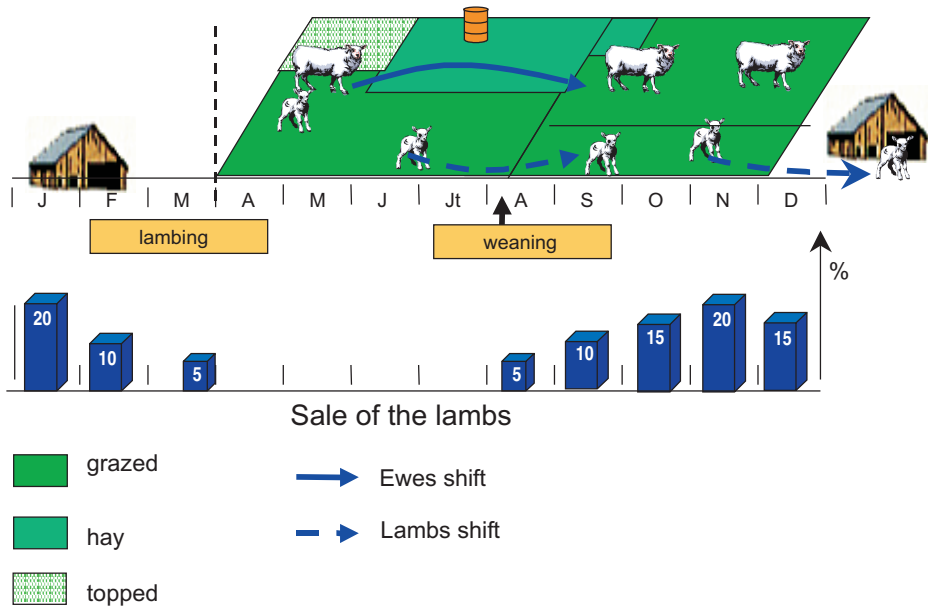 J F M A M J Jt A S O N D
lambing
weaning
%
20 10 5 5 10 15 20 15
Sale of the lambs
grazed
hay
topped
Ewes shift
Lambs shift